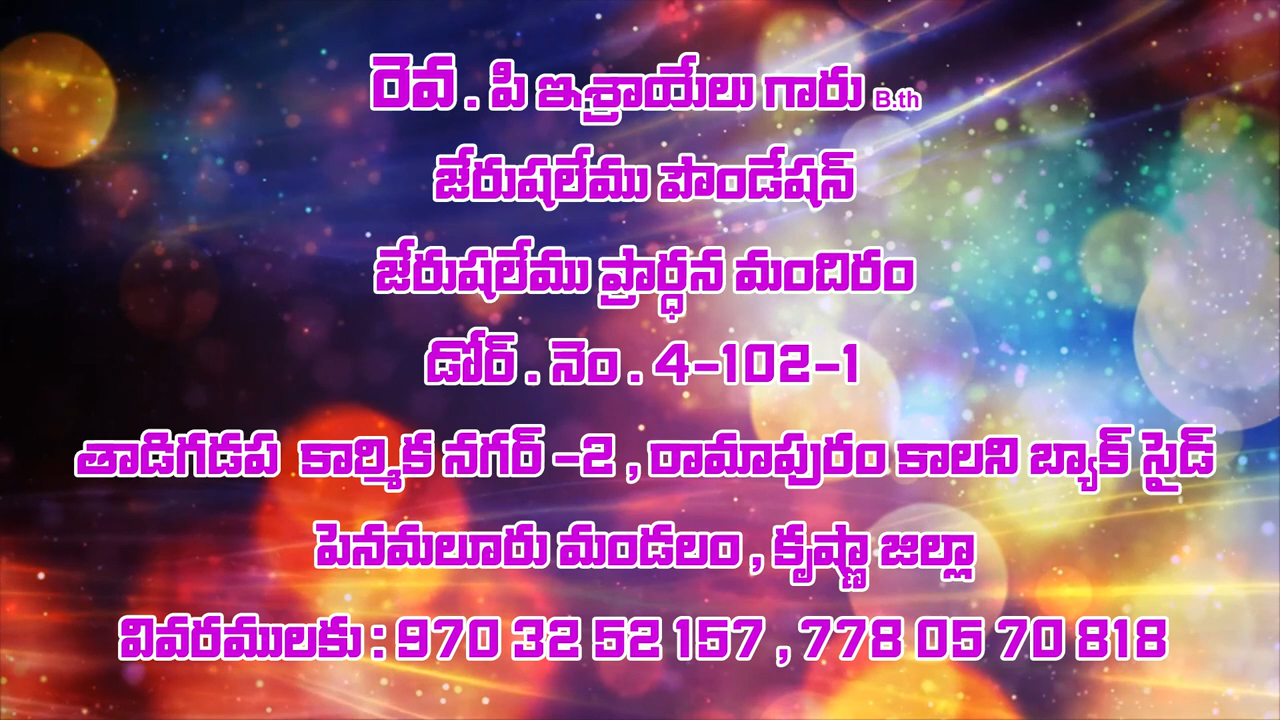 రెవ . పి ఇశ్రాయేలు గారు B.th
జేరుషలేము పౌండేషన్
జేరుషలేము ప్రార్ధన మందిరం
డోర్ . నెం . 4-102-1
తాడిగడప కార్మిక నగర్ -2 , రామాపురం కాలని బ్యాక్ సైడ్
పెనమలూరు మండలం , కృష్ణా జిల్లా
వివరములకు : 970 32 52 157 , 778 05 70 818